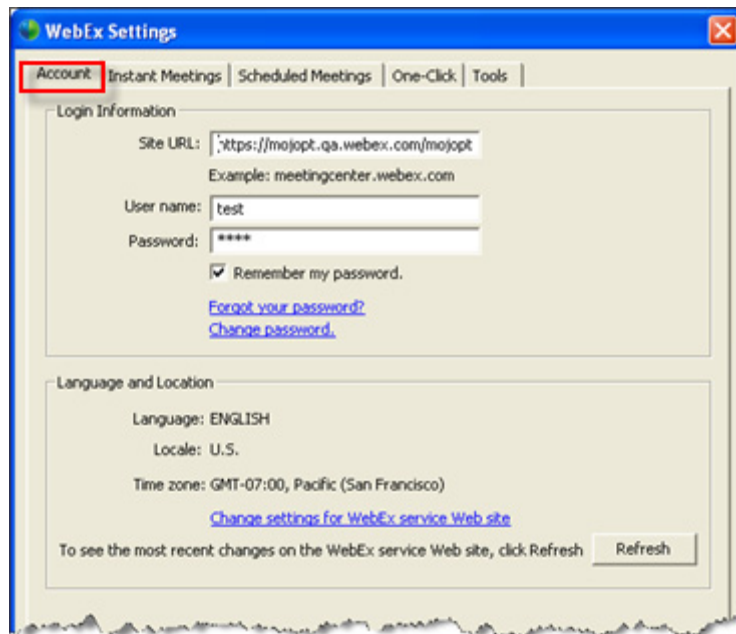 WebEx Settings
Account Instant Meetings Scheduled Meetings One-Click Tools
Login Information
Site URL: https://mojopt.qa.webex.com/mojopt
Example: meetingcenter.webex.com
User name: test
Password: ****
Remember my password.
Forgot your password?
Change password.
Language and Location
Language: ENGLISH
Locale: U.S.
Time zone: GMT-07:00, Pacific (San Francisco)
Change settings for WebEx service Web site
To see the most recent changes on the WebEx service Web site, click Refresh Refresh